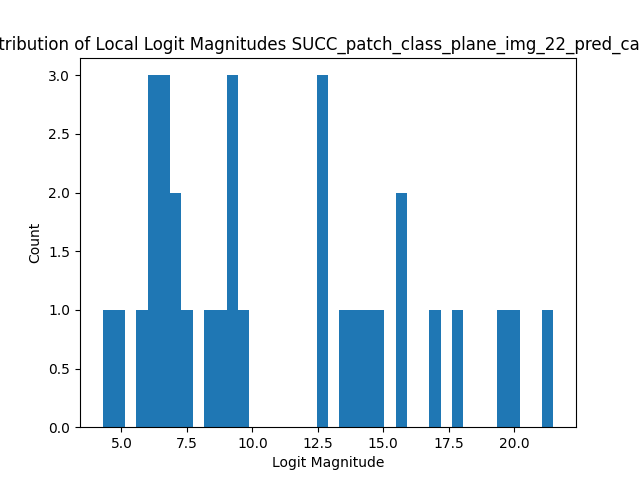 tribution of Local Logit Magnitudes SUCC_patch_class_plane_img_22_pred_ca
3.0
2.5
2.0
1.5
1.0
0.5
0.0
Count
5.0 7.5 10.0 12.5 15.0 17.5 20.0
Logit Magnitude